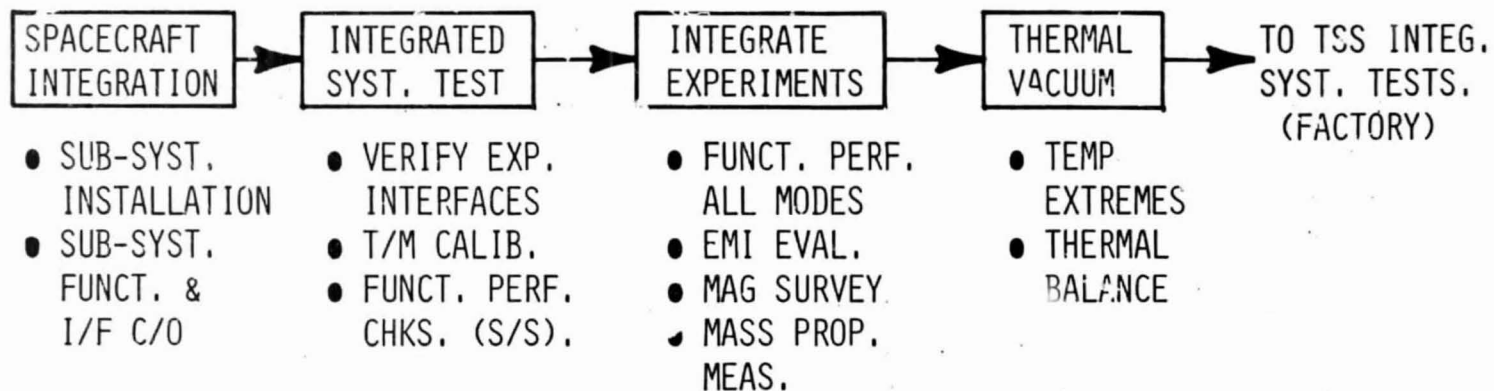 SPACECRAFT
INTEGRATION
● SUB-SYST.
INSTALLATION
● SUB-SYST.
FUNCT. &
I/F C/O
INTEGRATED
SYST. TEST
● VERIFY EXP.
INTERFACES
● T/M CALIB.
● FUNCT. PERF.
CHKS. (S/S).
INTEGRATE
EXPERIMENTS
● FUNCT. PERF.
ALL MODES
● EMI EVAL.
● MAG SURVEY
● MASS PROP.
MEAS.
THERMAL
VACUUM
● TEMP
EXTREMES
● THERMAL
BALANCE
TO TSS INTEG.
SYST. TESTS.
(FACTORY)